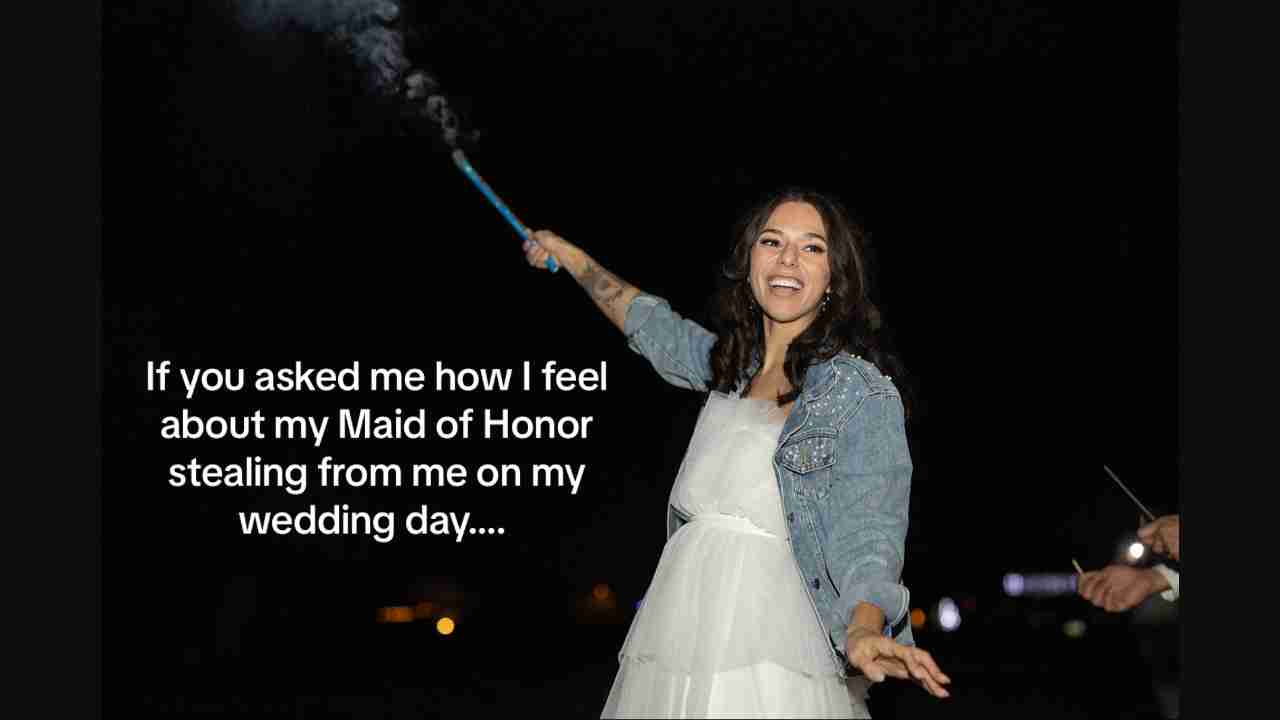 If you asked me how I feel
about my Maid of Honor
stealing from me on my
wedding day....